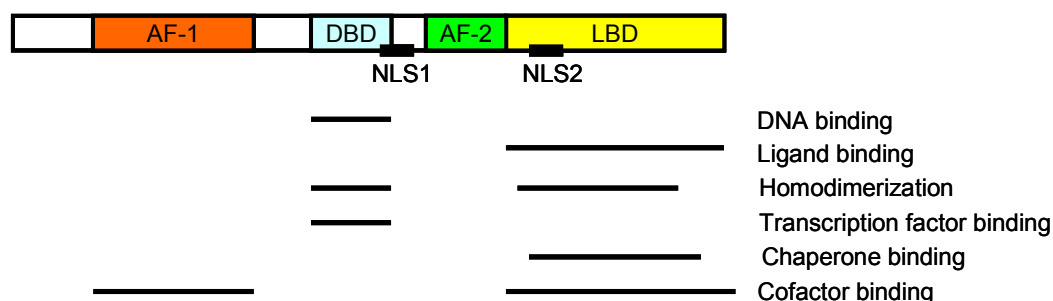 AF-1 DBD AF-2 LBD
NLS1 NLS2
DNA binding
Ligand binding
Homodimerization
Transcription factor binding
Chaperone binding
Cofactor binding